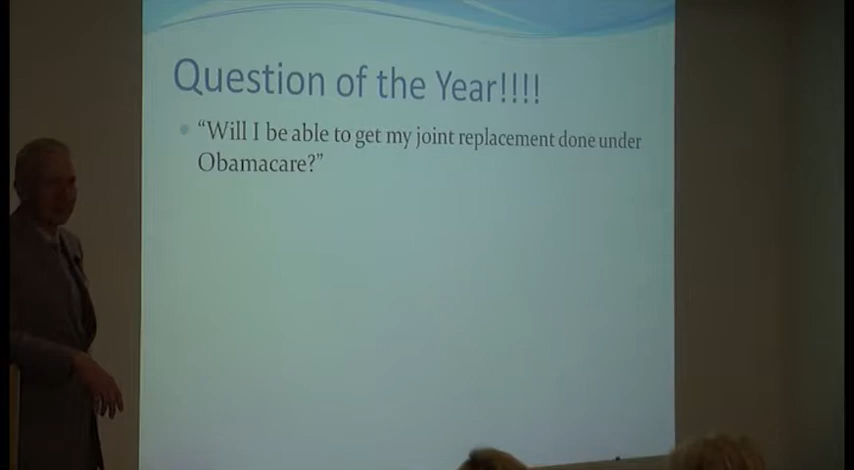 Question of the Year!!!!
“Will I be able to get my joint replacement done under
Obamacare?”